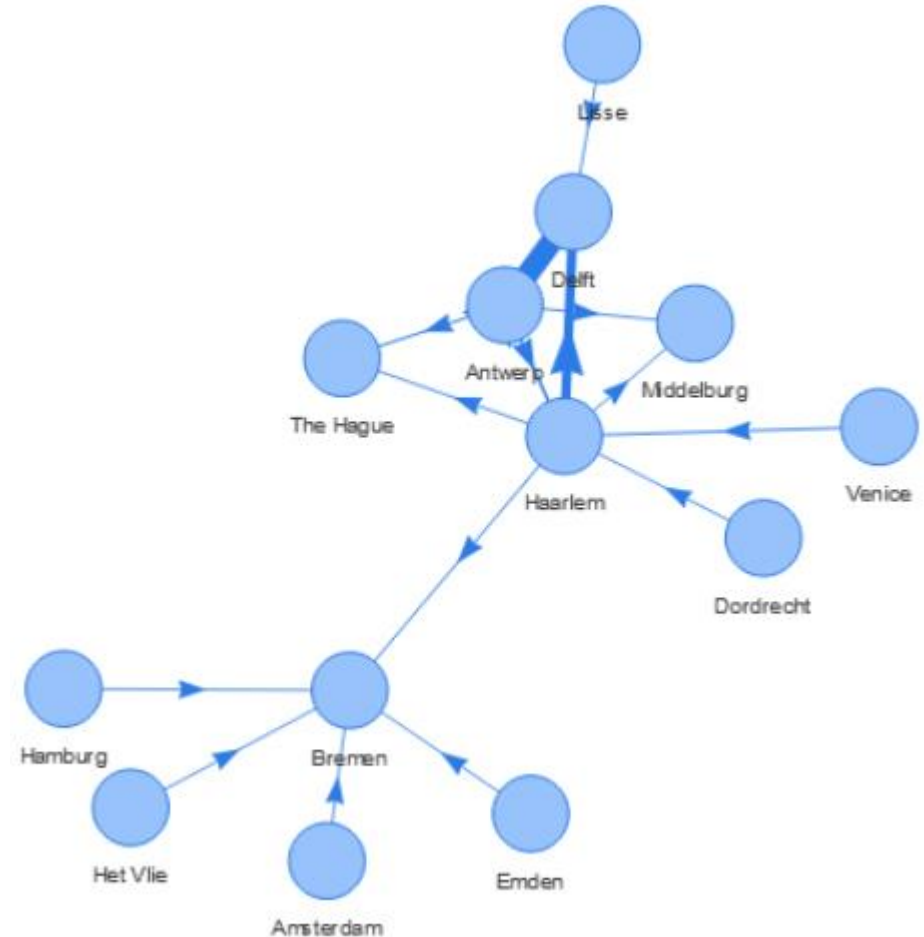 Lisse
Delft
Antwerp
Middelburg
The Hague
Haarlem
Venice
Dordrecht
Hamburg
Bremen
Het Vlie
Emden
Amsterdam